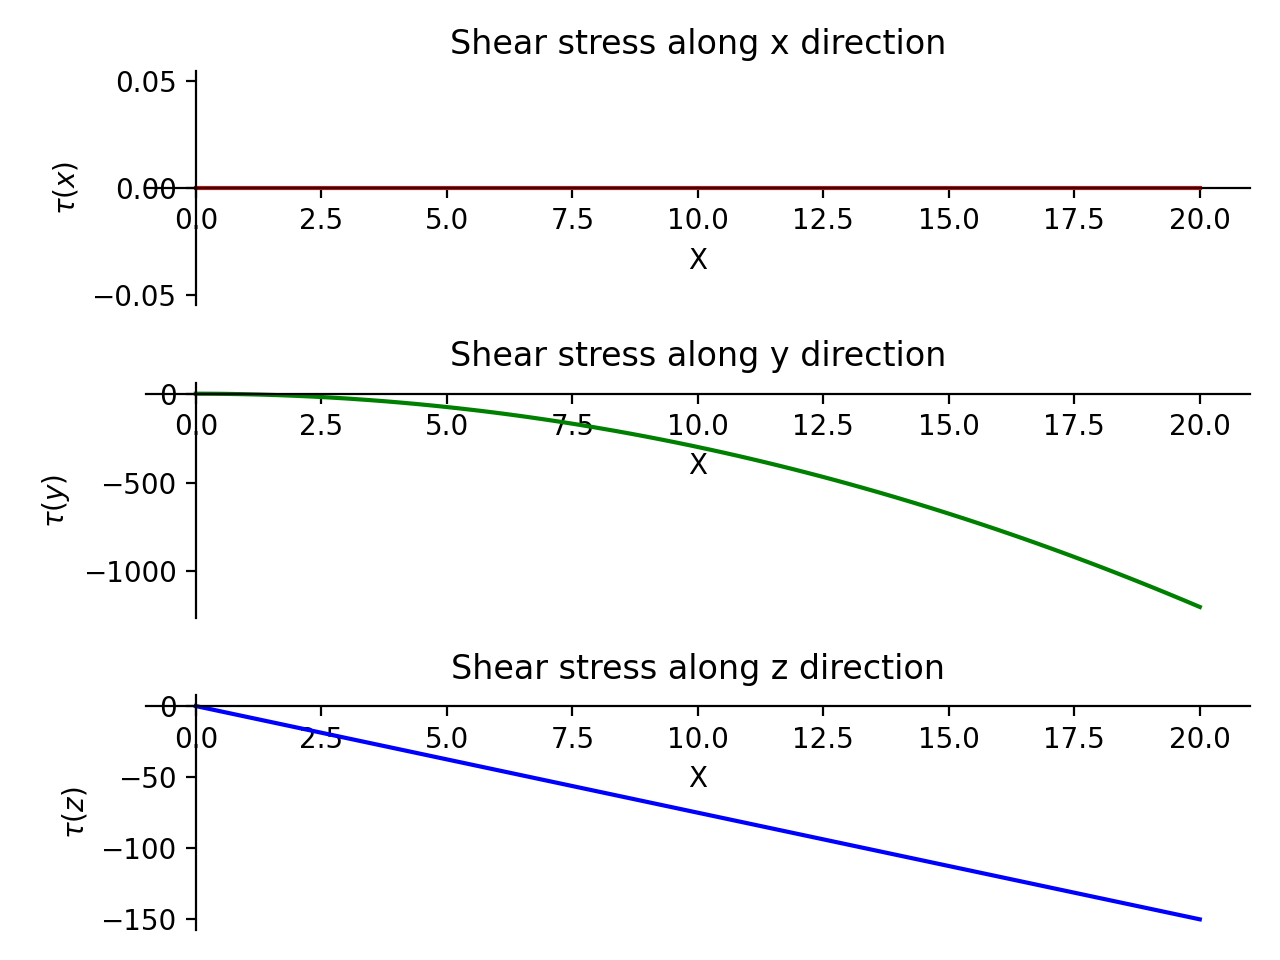 Shear stress along x direction
0.05
0.00
−0.05
τ(x)
0.0 2.5 5.0 7.5 10.0 12.5 15.0 17.5 20.0
X
Shear stress along y direction
0
−500
−1000
τ(y)
0.0 2.5 5.0 7.5 10.0 12.5 15.0 17.5 20.0
X
Shear stress along z direction
0
−50
−100
−150
τ(z)
0.0 2.5 5.0 7.5 10.0 12.5 15.0 17.5 20.0
X